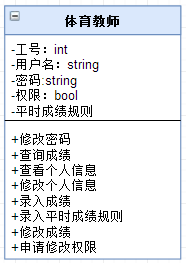 体育教师
-工号：int
-用户名：string
-密码:string
-权限：bool
-平时成绩规则
+修改密码
+查询成绩
+查看个人信息
+修改个人信息
+录入成绩
+录入平时成绩规则
+修改成绩
+申请修改权限